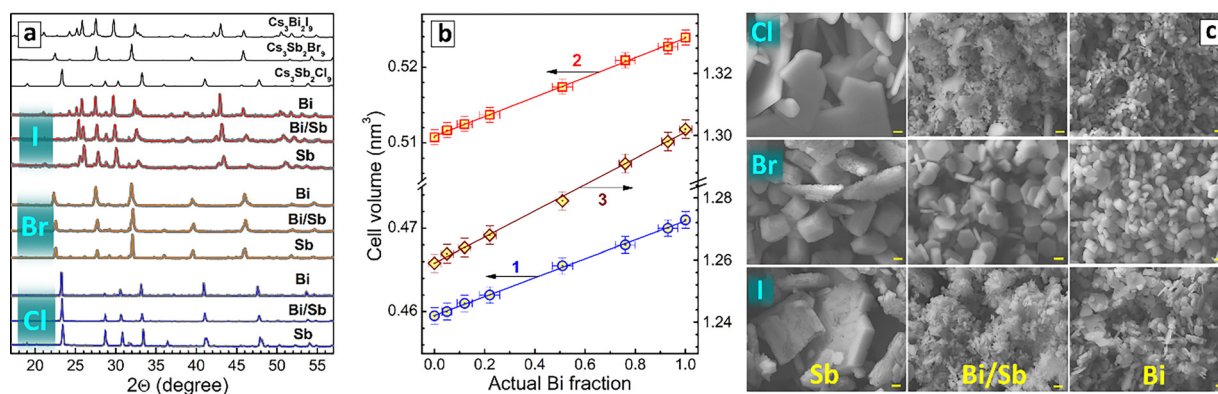 a
Cs3Bi2I9
Cs3Sb2Br9
Cs3Sb2Cl9
Bi
Bi/Sb
Sb
I
Bi
Bi/Sb
Sb
Br
Bi
Bi/Sb
Sb
Cl
20 25 30 35 40 45 50 55
2Θ (degree)
b
Cell volume (nm3)
0.52
0.51
0.47
0.46
1.32
1.30
1.28
1.26
1.24
2
3
1
0.0 0.2 0.4 0.6 0.8 1.0
Actual Bi fraction
Cl
c
Br
I
Sb
Bi/Sb
Bi